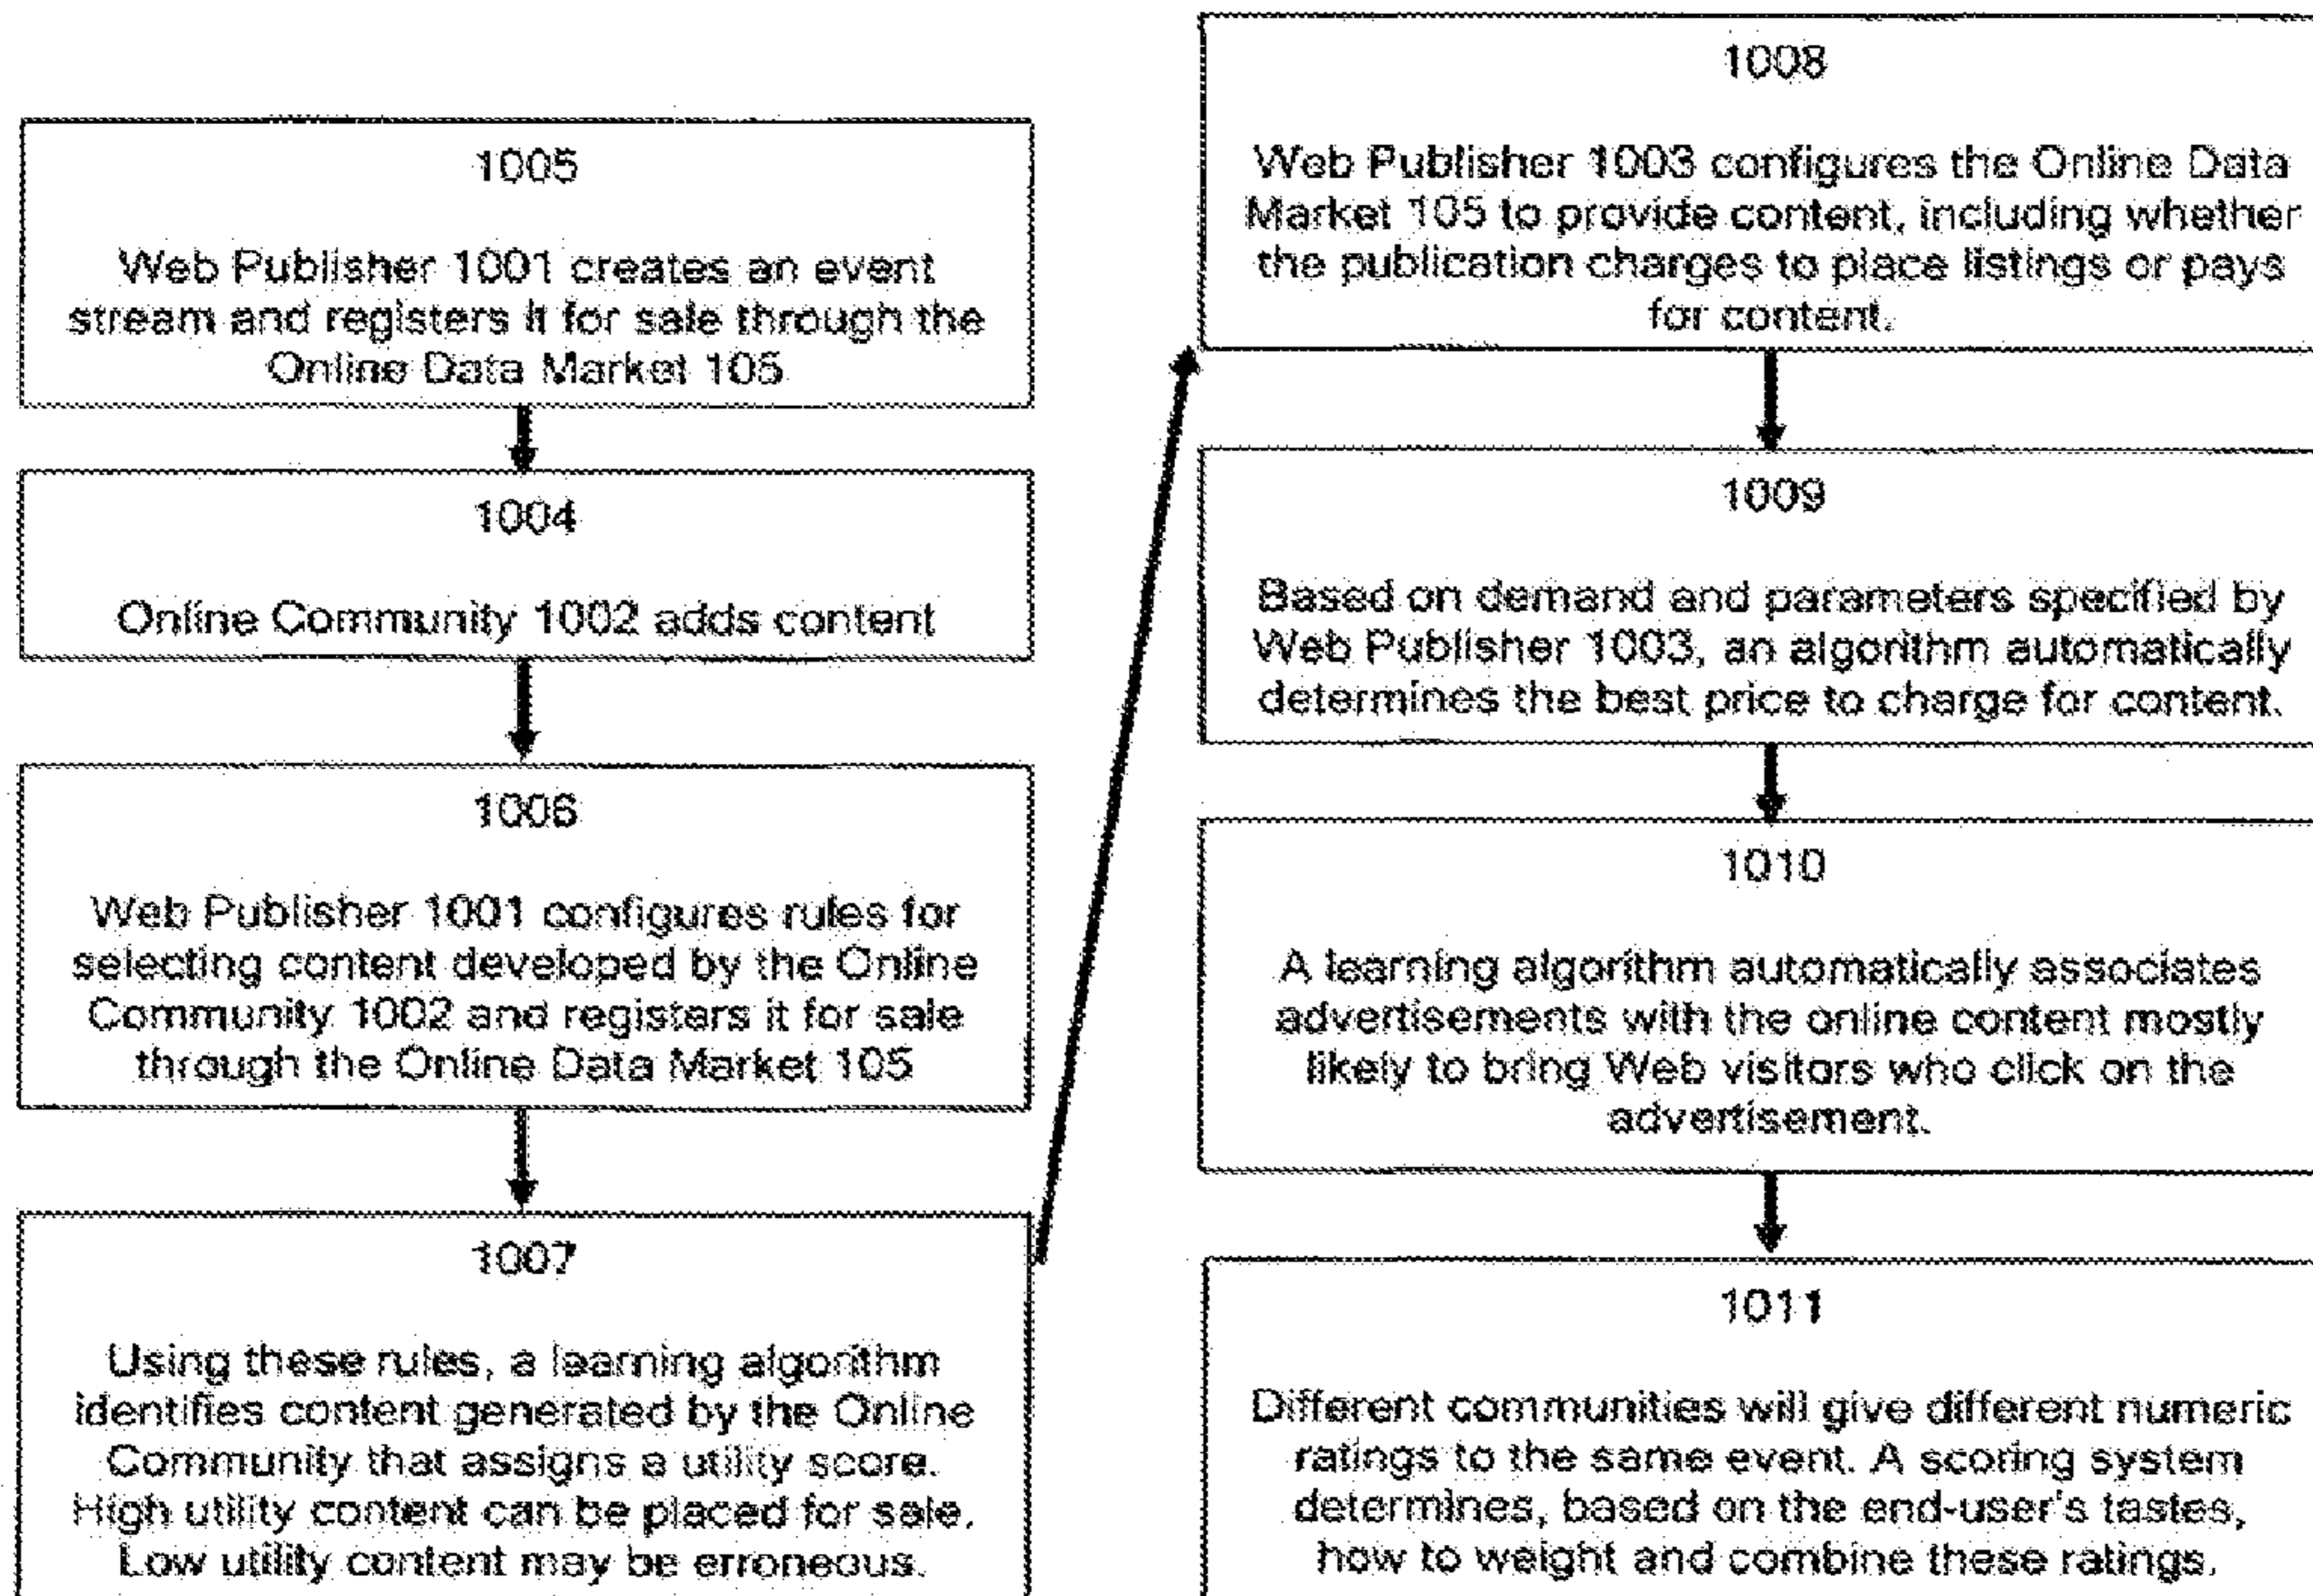 1005
Web Publisher 1001 creates an event
stream and registers it for sale through the
Online Data Market 105
1004
Online Community 1002 adds content
1006
Web Publisher 1001 configures rules for
selecting content developed by the Online
Community 1002 and registers it for sale
through the Online Data Market 105
1007
Using these rules, a learning algorithm
identifies content generated by the Online
Community that assigns a utility score.
High utility content can be placed for sale.
Low utility content may be erroneous.
1008
Web Publisher 1003 configures the Online Data
Market 105 to provide content, including whether
the publication charges to place listings or pays
for content.
1009
Based on demand and parameters specified by
Web Publisher 1003, an algorithm automatically
determines the best price to charge for content.
1010
A learning algorithm automatically associates
advertisements with the online content mostly
likely to bring Web visitors who click on the
advertisement.
1011
Different communities will give different numeric
ratings to the same event. A scoring system
determines, based on the end-user's tastes,
how to weight and combine these ratings.